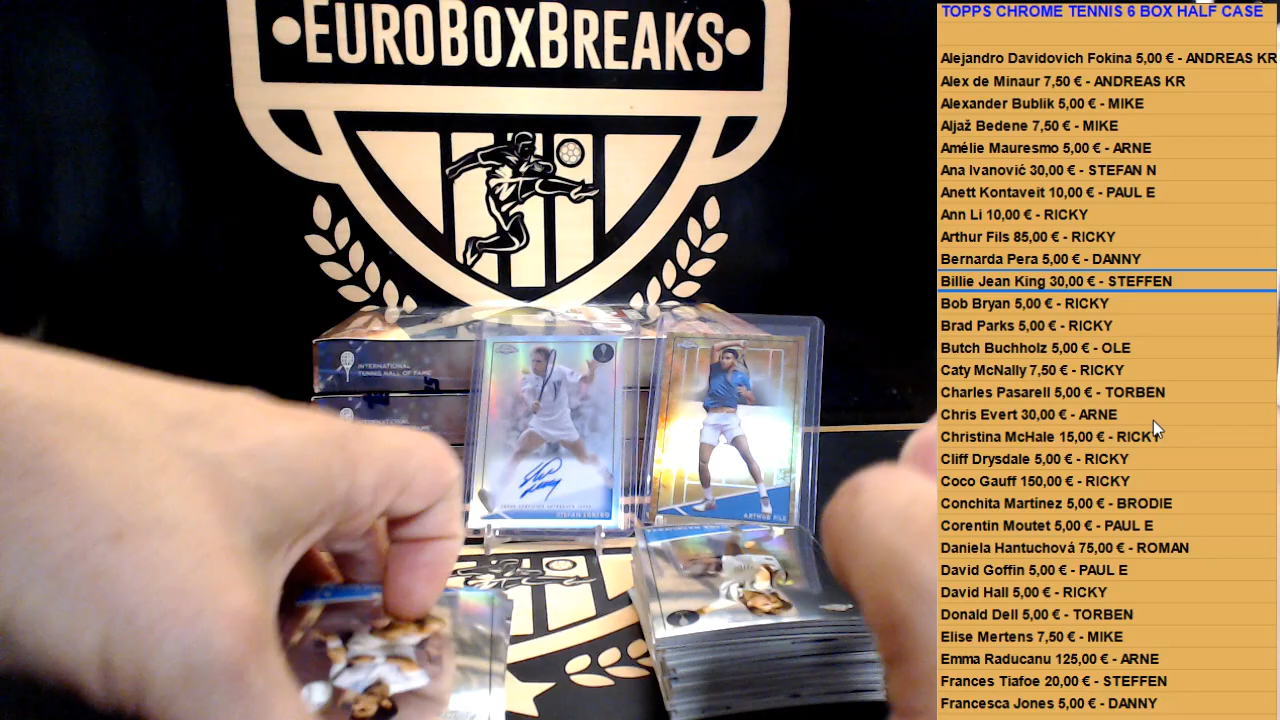 EUROBOXBREAKS
INTERNATIONAL
TENNIS HALL OF FAME
STEFAN EDBERG
ARTHUR FILS
TOPPS CHROME TENNIS 6 BOX HALF CASE
Alejandro Davidovich Fokina 5,00 € - ANDREAS KR
Alex de Minaur 7,50 € - ANDREAS KR
Alexander Bublik 5,00 € - MIKE
Aljaž Bedene 7,50 € - MIKE
Amélie Mauresmo 5,00 € - ARNE
Ana Ivanović 30,00 € - STEFAN N
Anett Kontaveit 10,00 € - PAUL E
Ann Li 10,00 € - RICKY
Arthur Fils 85,00 € - RICKY
Bernarda Pera 5,00 € - DANNY
Billie Jean King 30,00 € - STEFFEN
Bob Bryan 5,00 € - RICKY
Brad Parks 5,00 € - RICKY
Butch Buchholz 5,00 € - OLE
Caty McNally 7,50 € - RICKY
Charles Pasarell 5,00 € - TORBEN
Chris Evert 30,00 € - ARNE
Christina McHale 15,00 € - RICKY
Cliff Drysdale 5,00 € - RICKY
Coco Gauff 150,00 € - RICKY
Conchita Martínez 5,00 € - BRODIE
Corentin Moutet 5,00 € - PAUL E
Daniela Hantuchová 75,00 € - ROMAN
David Goffin 5,00 € - PAUL E
David Hall 5,00 € - RICKY
Donald Dell 5,00 € - TORBEN
Elise Mertens 7,50 € - MIKE
Emma Raducanu 125,00 € - ARNE
Frances Tiafoe 20,00 € - STEFFEN
Francesca Jones 5,00 € - DANNY